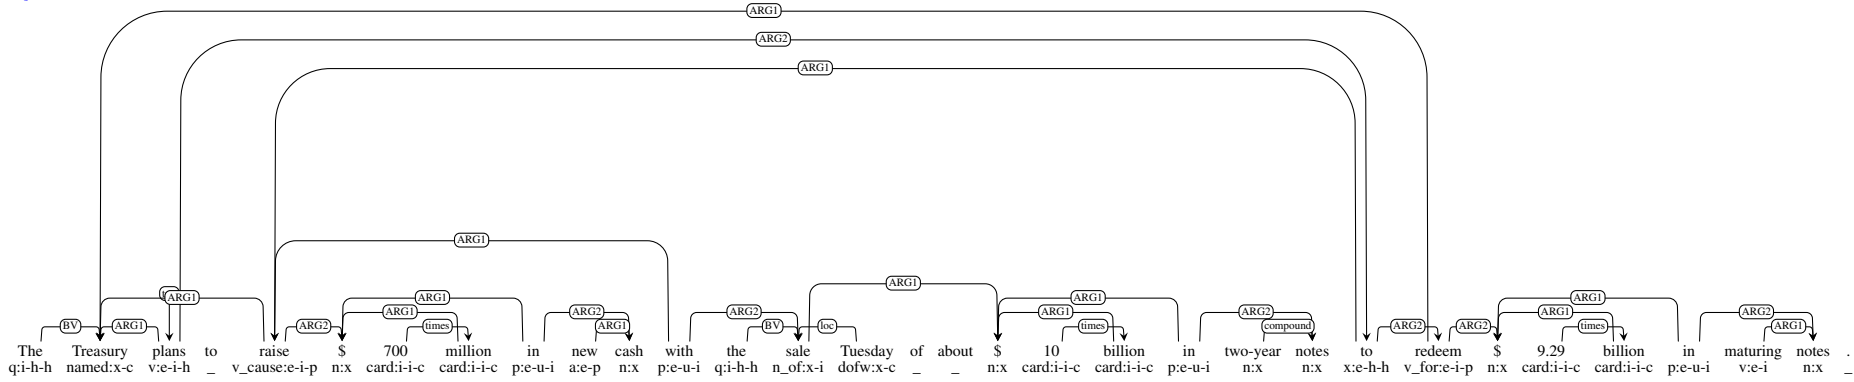 ARG1
ARG2
ARG1
ARG1
ARG1
ARG1 ARG1 ARG1 ARG1
ARG1 ARG2 ARG2 ARG1 ARG2 ARG1 ARG2
BV ARG1 ARG2 times ARG1 BV loc times compound ARG2 ARG2 times ARG1
The Treasury plans to raise $ 700 million in new cash with the sale Tuesday of about $ 10 billion in two-year notes to redeem $ 9.29 billion in maturing notes .
q:i-h-h named:x-c v:e-i-h _ v_cause:e-i-p n:x card:i-i-c card:i-i-c p:e-u-i a:e-p n:x p:e-u-i q:i-h-h n_of:x-i dofw:x-c _ _ n:x card:i-i-c card:i-i-c p:e-u-i n:x n:x x:e-h-h v_for:e-i-p n:x card:i-i-c card:i-i-c p:e-u-i v:e-i n:x _